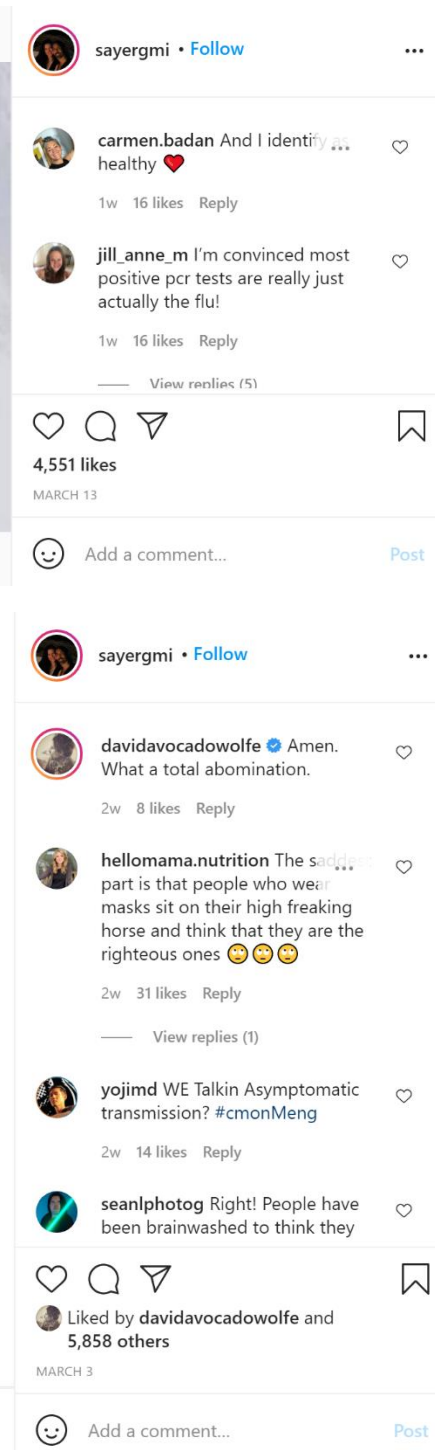 sayergmi • Follow
carmen.badan And I identify as
healthy ❤️
1w 16 likes Reply
jill_anne_m I’m convinced most
positive pcr tests are really just
actually the flu!
1w 16 likes Reply
View replies (5)
4,551 likes
MARCH 13
Add a comment...
Post
sayergmi • Follow
davidavocadowolfe Amen.
What a total abomination.
2w 8 likes Reply
hellomama.nutrition The saddest
part is that people who wear
masks sit on their high freaking
horse and think that they are the
righteous ones 🙄🙄🙄
2w 31 likes Reply
View replies (1)
yojimd WE Talkin Asymptomatic
transmission? #cmonMeng
2w 14 likes Reply
seanlphotog Right! People have
been brainwashed to think they
Liked by davidavocadowolfe and
5,858 others
MARCH 3
Add a comment...
Post